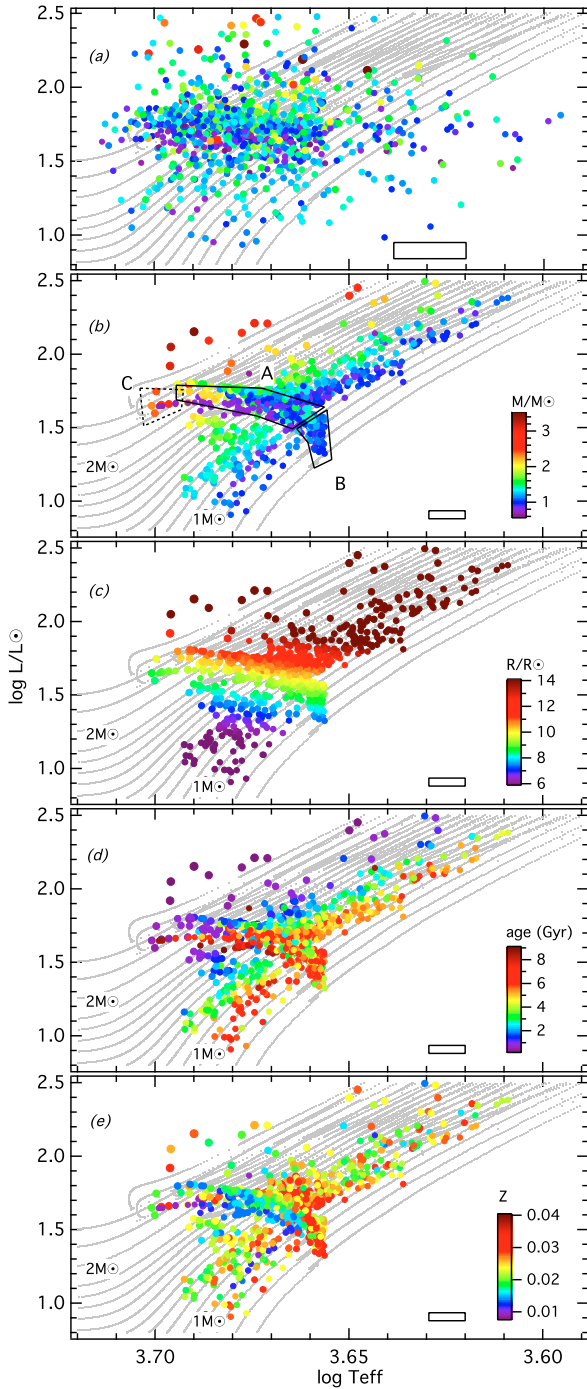 2.5
(a)
2.0
1.5
1.0
2.5
(b)
2.0
C
A
M/M⊙
3
2
1
1.5
2M⊙
B
1.0
1M⊙
log L/L⊙
2.5
(c)
2.0
R/R⊙
14
12
10
8
6
1.5
2M⊙
1.0
1M⊙
2.5
(d)
2.0
age (Gyr)
8
6
4
2
1.5
2M⊙
1.0
1M⊙
2.5
(e)
2.0
Z
0.04
0.03
0.02
0.01
1.5
2M⊙
1.0
1M⊙
3.70
3.65
3.60
log Teff